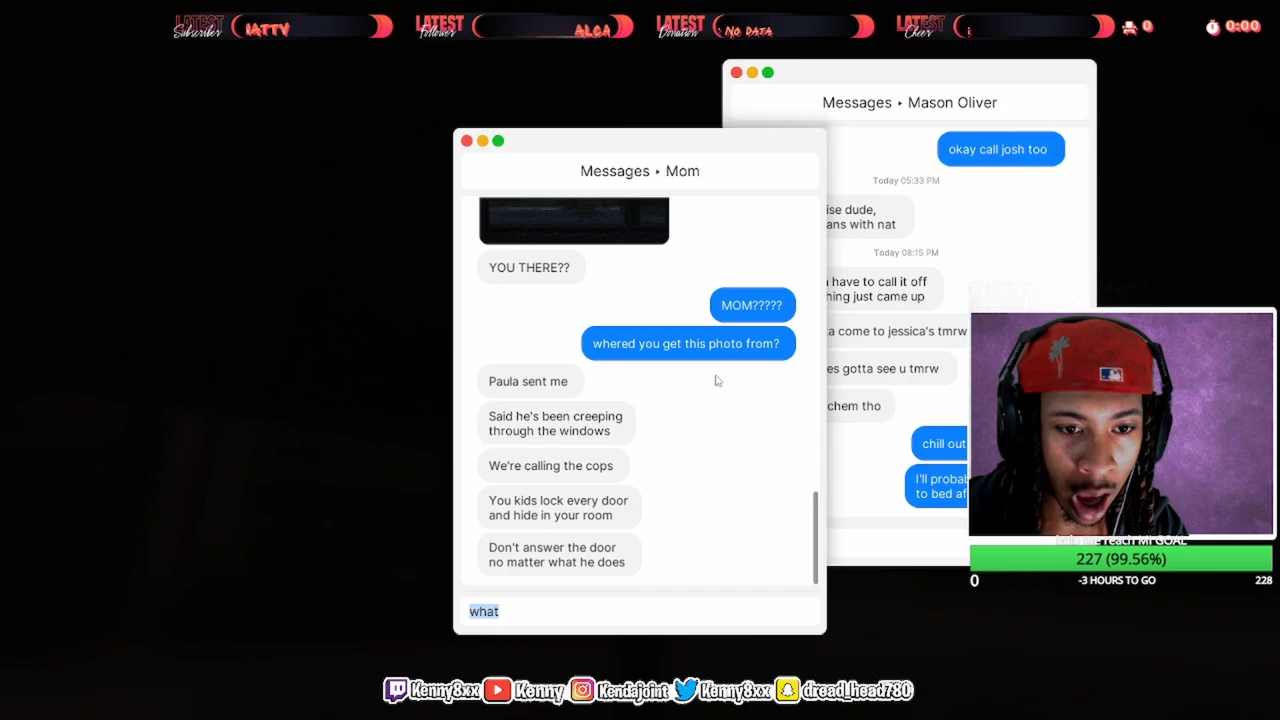 LATEST
Subscriber
IATTV
LATEST
Follower
ALCA
LATEST
Donation
: NO DATA
LATEST
Cheer
:
0
0:00
Messages ‣ Mason Oliver
okay call josh too
Today 05:33 PM
ise dude,
ans with nat
Today 08:15 PM
have to call it off
hing just came up
a come to jessica's tmrw
es gotta see u tmrw
chem tho
chill out
I'll probab
to bed af
Messages ‣ Mom
YOU THERE??
MOM?????
whered you get this photo from?
Paula sent me
Said he's been creeping
through the windows
We're calling the cops
You kids lock every door
and hide in your room
Don't answer the door
no matter what he does
what
227 (99.56%)
0
-3 HOURS TO GO
228
Kenny8xx
Kenny
Kendajoint
Kenny8xx
dread_head780